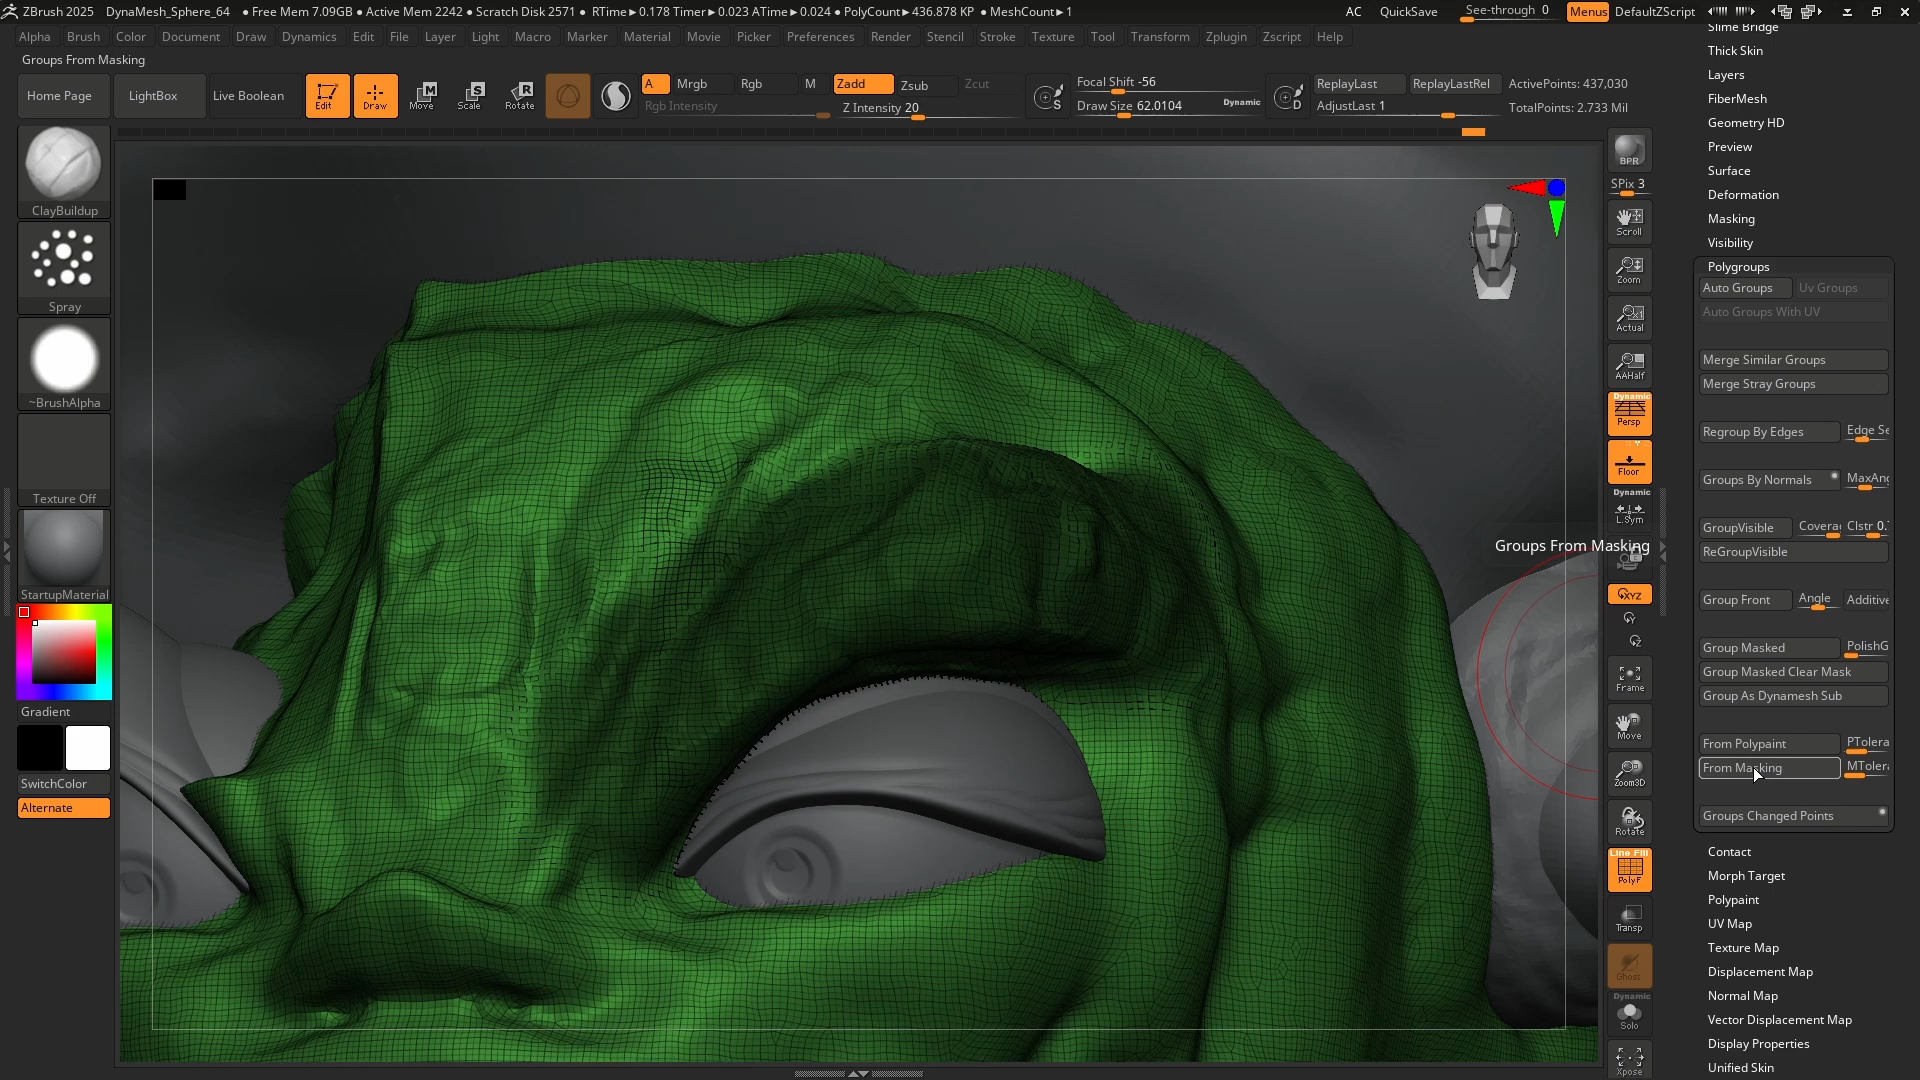 ZBrush 2025 DynaMesh_Sphere_64 ● Free Mem 7.09GB ● Active Mem 2242 ● Scratch Disk 2571 ● RTime►0.178 Timer►0.023 ATime►0.024 ● PolyCount►436.878 KP ● MeshCount►1 AC QuickSave See-through 0 Menus DefaultZScript
Alpha Brush Color Document Draw Dynamics Edit File Layer Light Macro Marker Material Movie Picker Preferences Render Stencil Stroke Texture Tool Transform Zplugin Zscript Help
Groups From Masking
Home Page LightBox Live Boolean Edit Draw Move Scale Rotate A Mrgb Rgb M Zadd Zsub Zcut Focal Shift -56 ReplayLast ReplayLastRel ActivePoints: 437,030
Rgb Intensity Z Intensity 20 Draw Size 62.0104 Dynamic AdjustLast 1 TotalPoints: 2.733 Mil
M
S
R
S
D
ClayBuildup
Spray
~BrushAlpha
Texture Off
StartupMaterial
Gradient
SwitchColor
Alternate
Groups From Masking
BPR
SPix 3
Scroll
Zoom
Actual
AAHalf
Dynamic
Persp
Floor
Dynamic
L.Sym
XYZ
Frame
Move
Zoom3D
Rotate
Line Fill
PolyF
Transp
Ghost
Dynamic
Solo
Xpose
Slime Bridge
Thick Skin
Layers
FiberMesh
Geometry HD
Preview
Surface
Deformation
Masking
Visibility
Polygroups
Auto Groups Uv Groups
Auto Groups With UV
Merge Similar Groups
Merge Stray Groups
Regroup By Edges Edge Se
Groups By Normals MaxAng
GroupVisible Covera Clstr 0.
ReGroupVisible
Group Front Angle Additive
Group Masked PolishG
Group Masked Clear Mask
Group As Dynamesh Sub
From Polypaint PTolera
From Masking MTolera
Groups Changed Points
Contact
Morph Target
Polypaint
UV Map
Texture Map
Displacement Map
Normal Map
Vector Displacement Map
Display Properties
Unified Skin